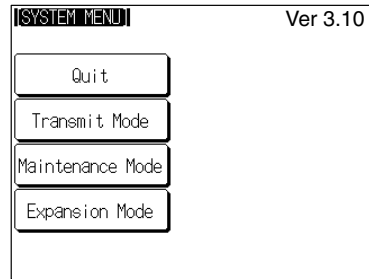 SYSTEM MENU
Ver 3.10
Quit
Transmit Mode
Maintenance Mode
Expansion Mode